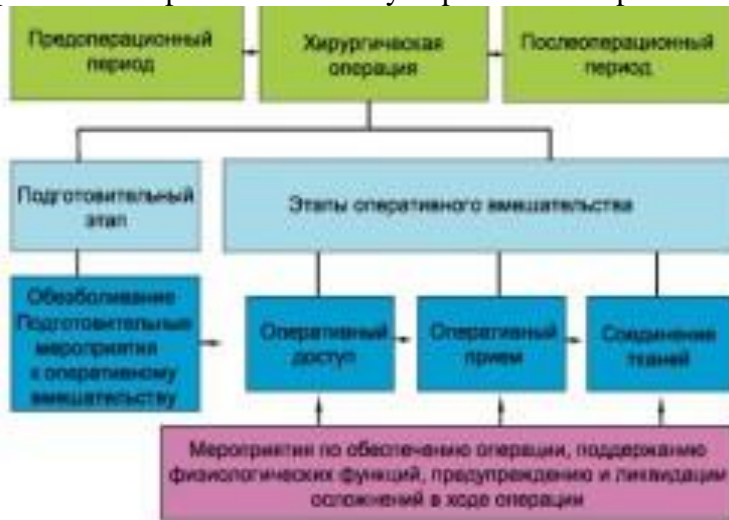 Предоперационный
период
Хирургическая
операция
Послеоперационный
период
Подготовительный
этап
Этапы оперативного вмешательства
Обезболивание
Подготовительные
мероприятия
к оперативному
вмешательству
Оперативный
доступ
Оперативный
прием
Соединение
тканей
Мероприятия по обеспечению операции, поддержанию
физиологических функций, предупреждению и ликвидации
осложнений в ходе операции